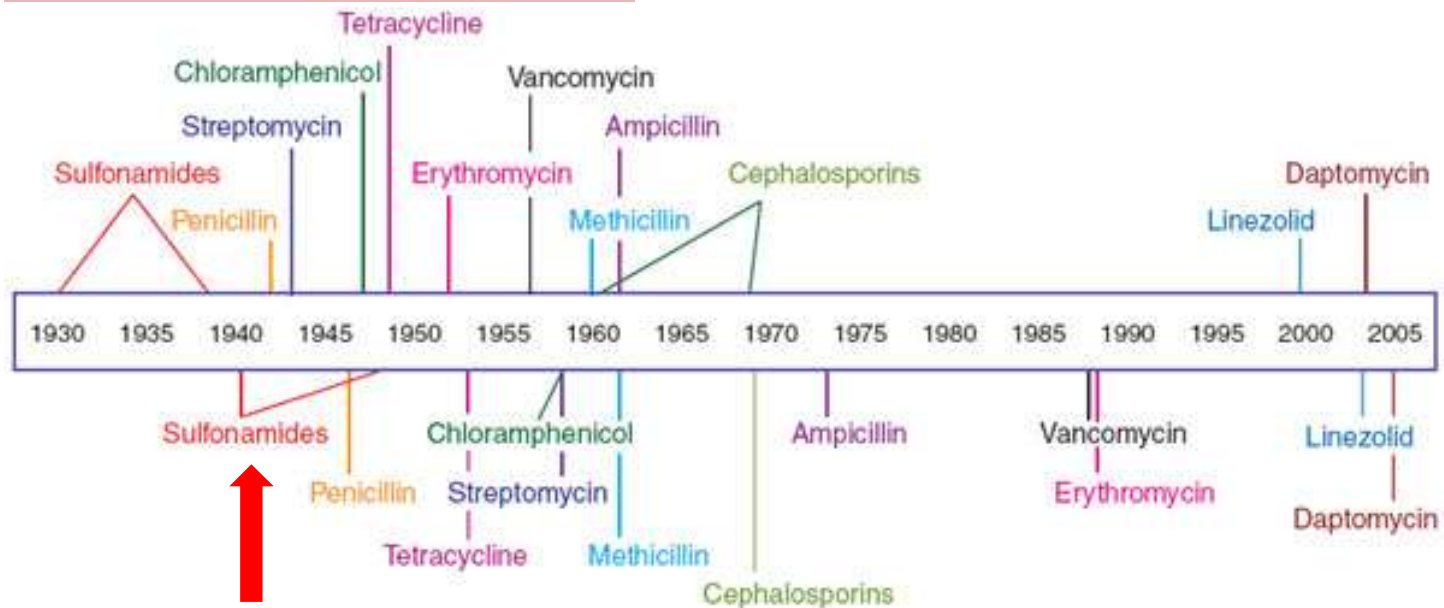 Tetracycline
Chloramphenicol
Vancomycin
Streptomycin
Ampicillin
Sulfonamides
Erythromycin
Cephalosporins
Daptomycin
Penicillin
Methicillin
Linezolid
1930 1935 1940 1945 1950 1955 1960 1965 1970 1975 1980 1985 1990 1995 2000 2005
Sulfonamides
Chloramphenicol
Ampicillin
Vancomycin
Linezolid
Penicillin
Streptomycin
Erythromycin
Daptomycin
Tetracycline
Methicillin
Cephalosporins